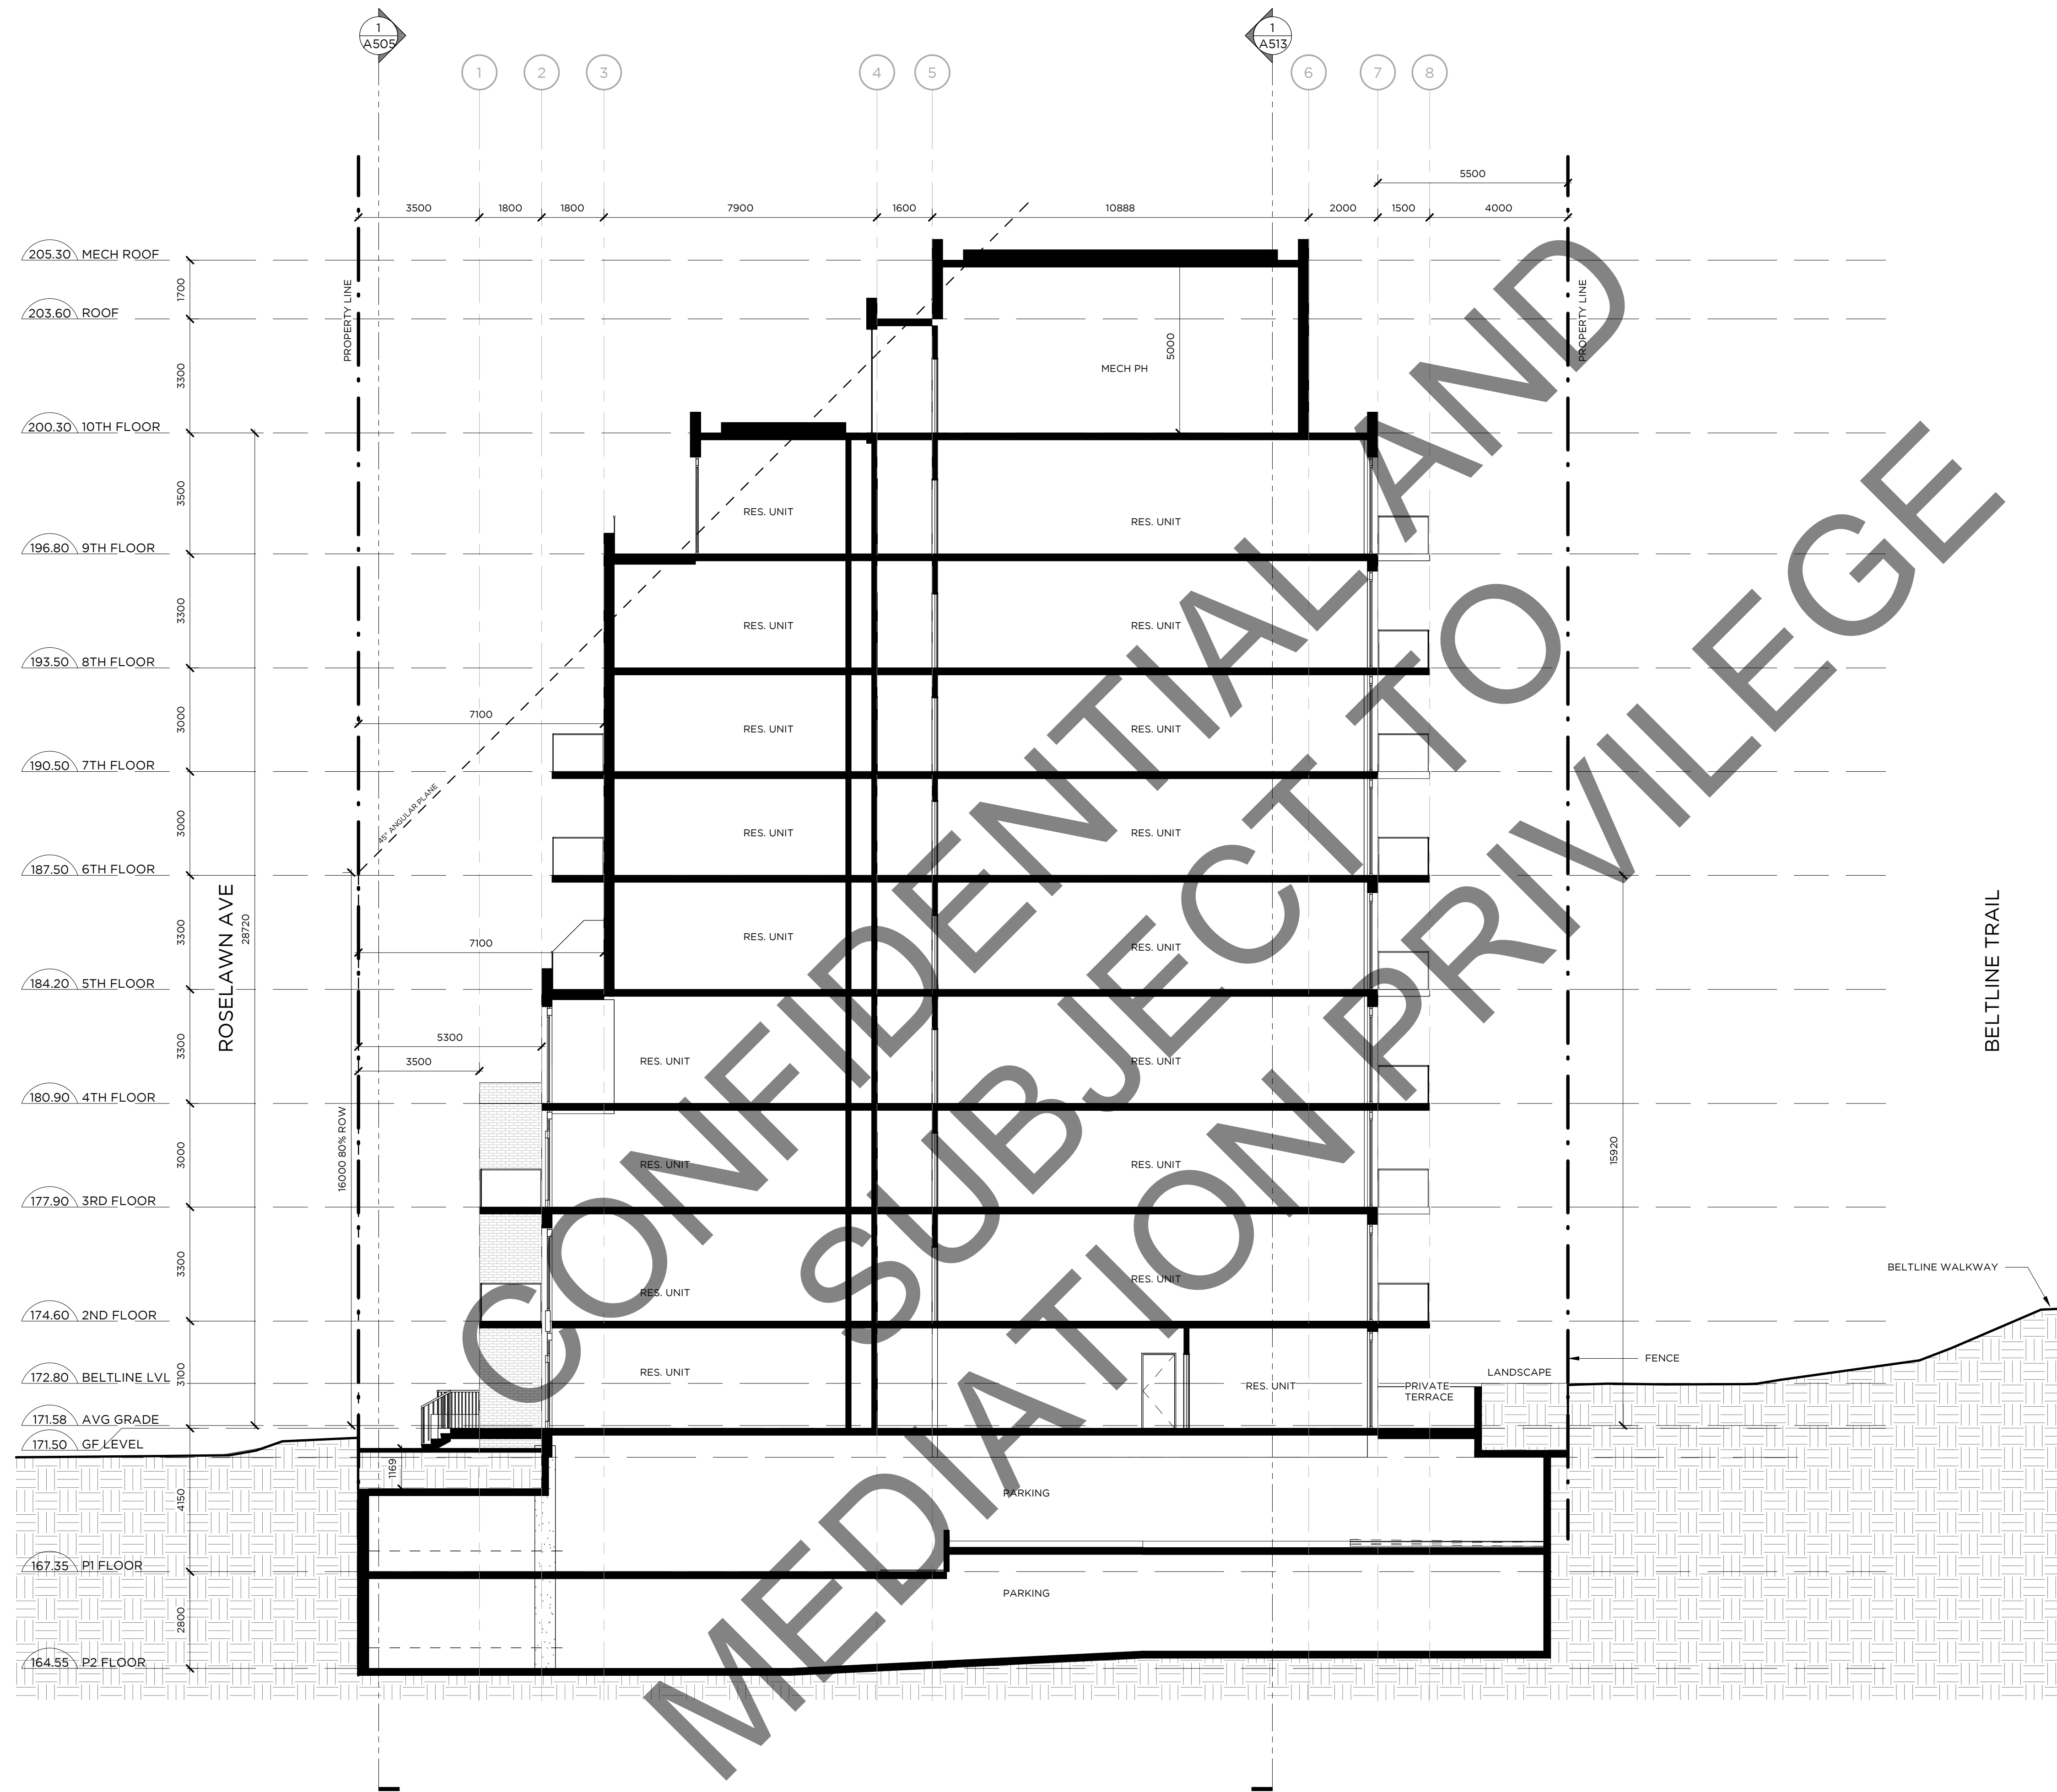 1
A505
1
A513
1 2 3 4 5 6 7 8
5500
3500 1800 1800 7900 1600 10888 2000 1500 4000
205.30 MECH ROOF
1700
203.60 ROOF
3300
200.30 10TH FLOOR
3500
196.80 9TH FLOOR
3300
193.50 8TH FLOOR
3000
190.50 7TH FLOOR
3000
187.50 6TH FLOOR
3300
184.20 5TH FLOOR
3300
180.90 4TH FLOOR
3000
177.90 3RD FLOOR
3300
174.60 2ND FLOOR
3100
172.80 BELTLINE LVL
171.58 AVG GRADE
171.50 GF LEVEL
4150
167.35 P1 FLOOR
2800
164.55 P2 FLOOR
ROSELAWN AVE
28720
PROPERTY LINE
PROPERTY LINE
16000 80% ROW
45° ANGULAR PLANE
7100
7100
5300
3500
1169
MECH PH
5000
RES. UNIT RES. UNIT
RES. UNIT RES. UNIT
RES. UNIT RES. UNIT
RES. UNIT RES. UNIT
RES. UNIT RES. UNIT
RES. UNIT RES. UNIT
RES. UNIT RES. UNIT
RES. UNIT RES. UNIT
RES. UNIT RES. UNIT
PRIVATE
TERRACE
LANDSCAPE
FENCE
BELTLINE WALKWAY
15920
BELTLINE TRAIL
PARKING
PARKING
CONFIDENTIAL AND
SUBJECT TO
MEDIATION PRIVILEGE